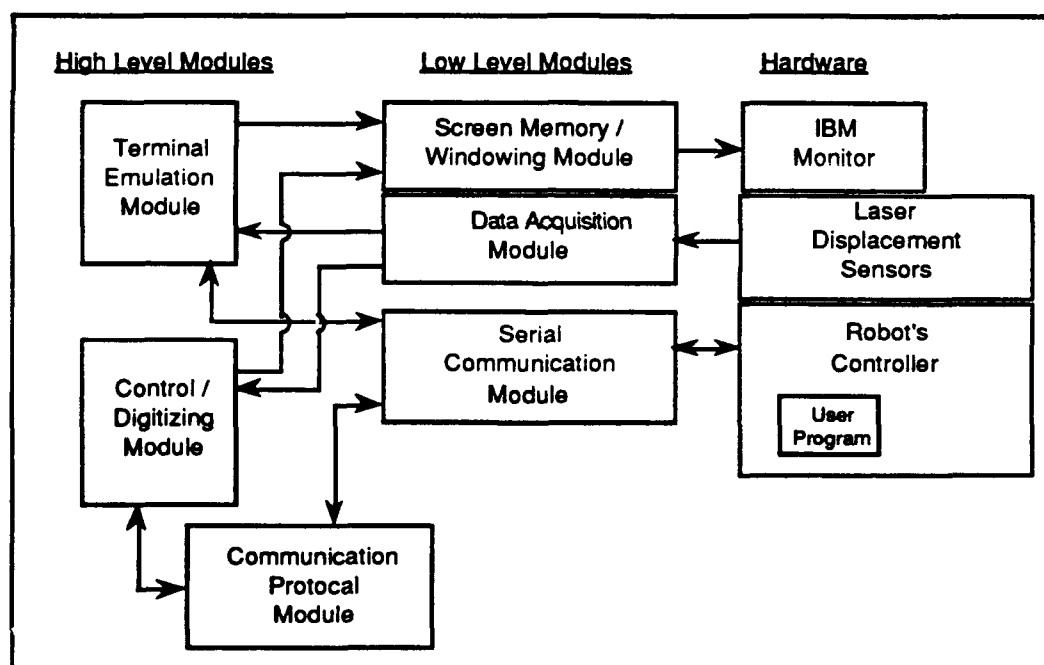 High Level Modules
Low Level Modules
Hardware
Terminal
Emulation
Module
Screen Memory /
Windowing Module
IBM
Monitor
Data Acquisition
Module
Laser
Displacement
Sensors
Control /
Digitizing
Module
Serial
Communication
Module
Robot's
Controller
User
Program
Communication
Protocal
Module